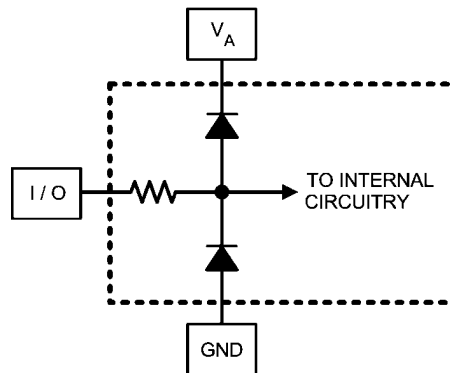 V_A
I / O
TO INTERNAL
CIRCUITRY
GND